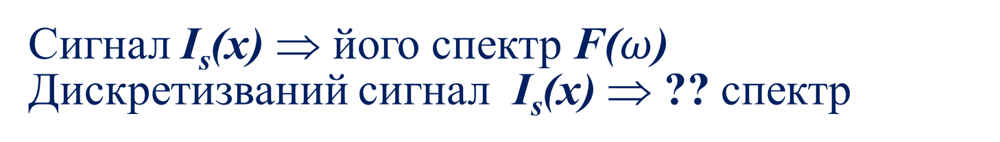 Сигнал Is(x) ⇒ його спектр F(ω)
Дискретизваний сигнал Is(x) ⇒ ?? спектр